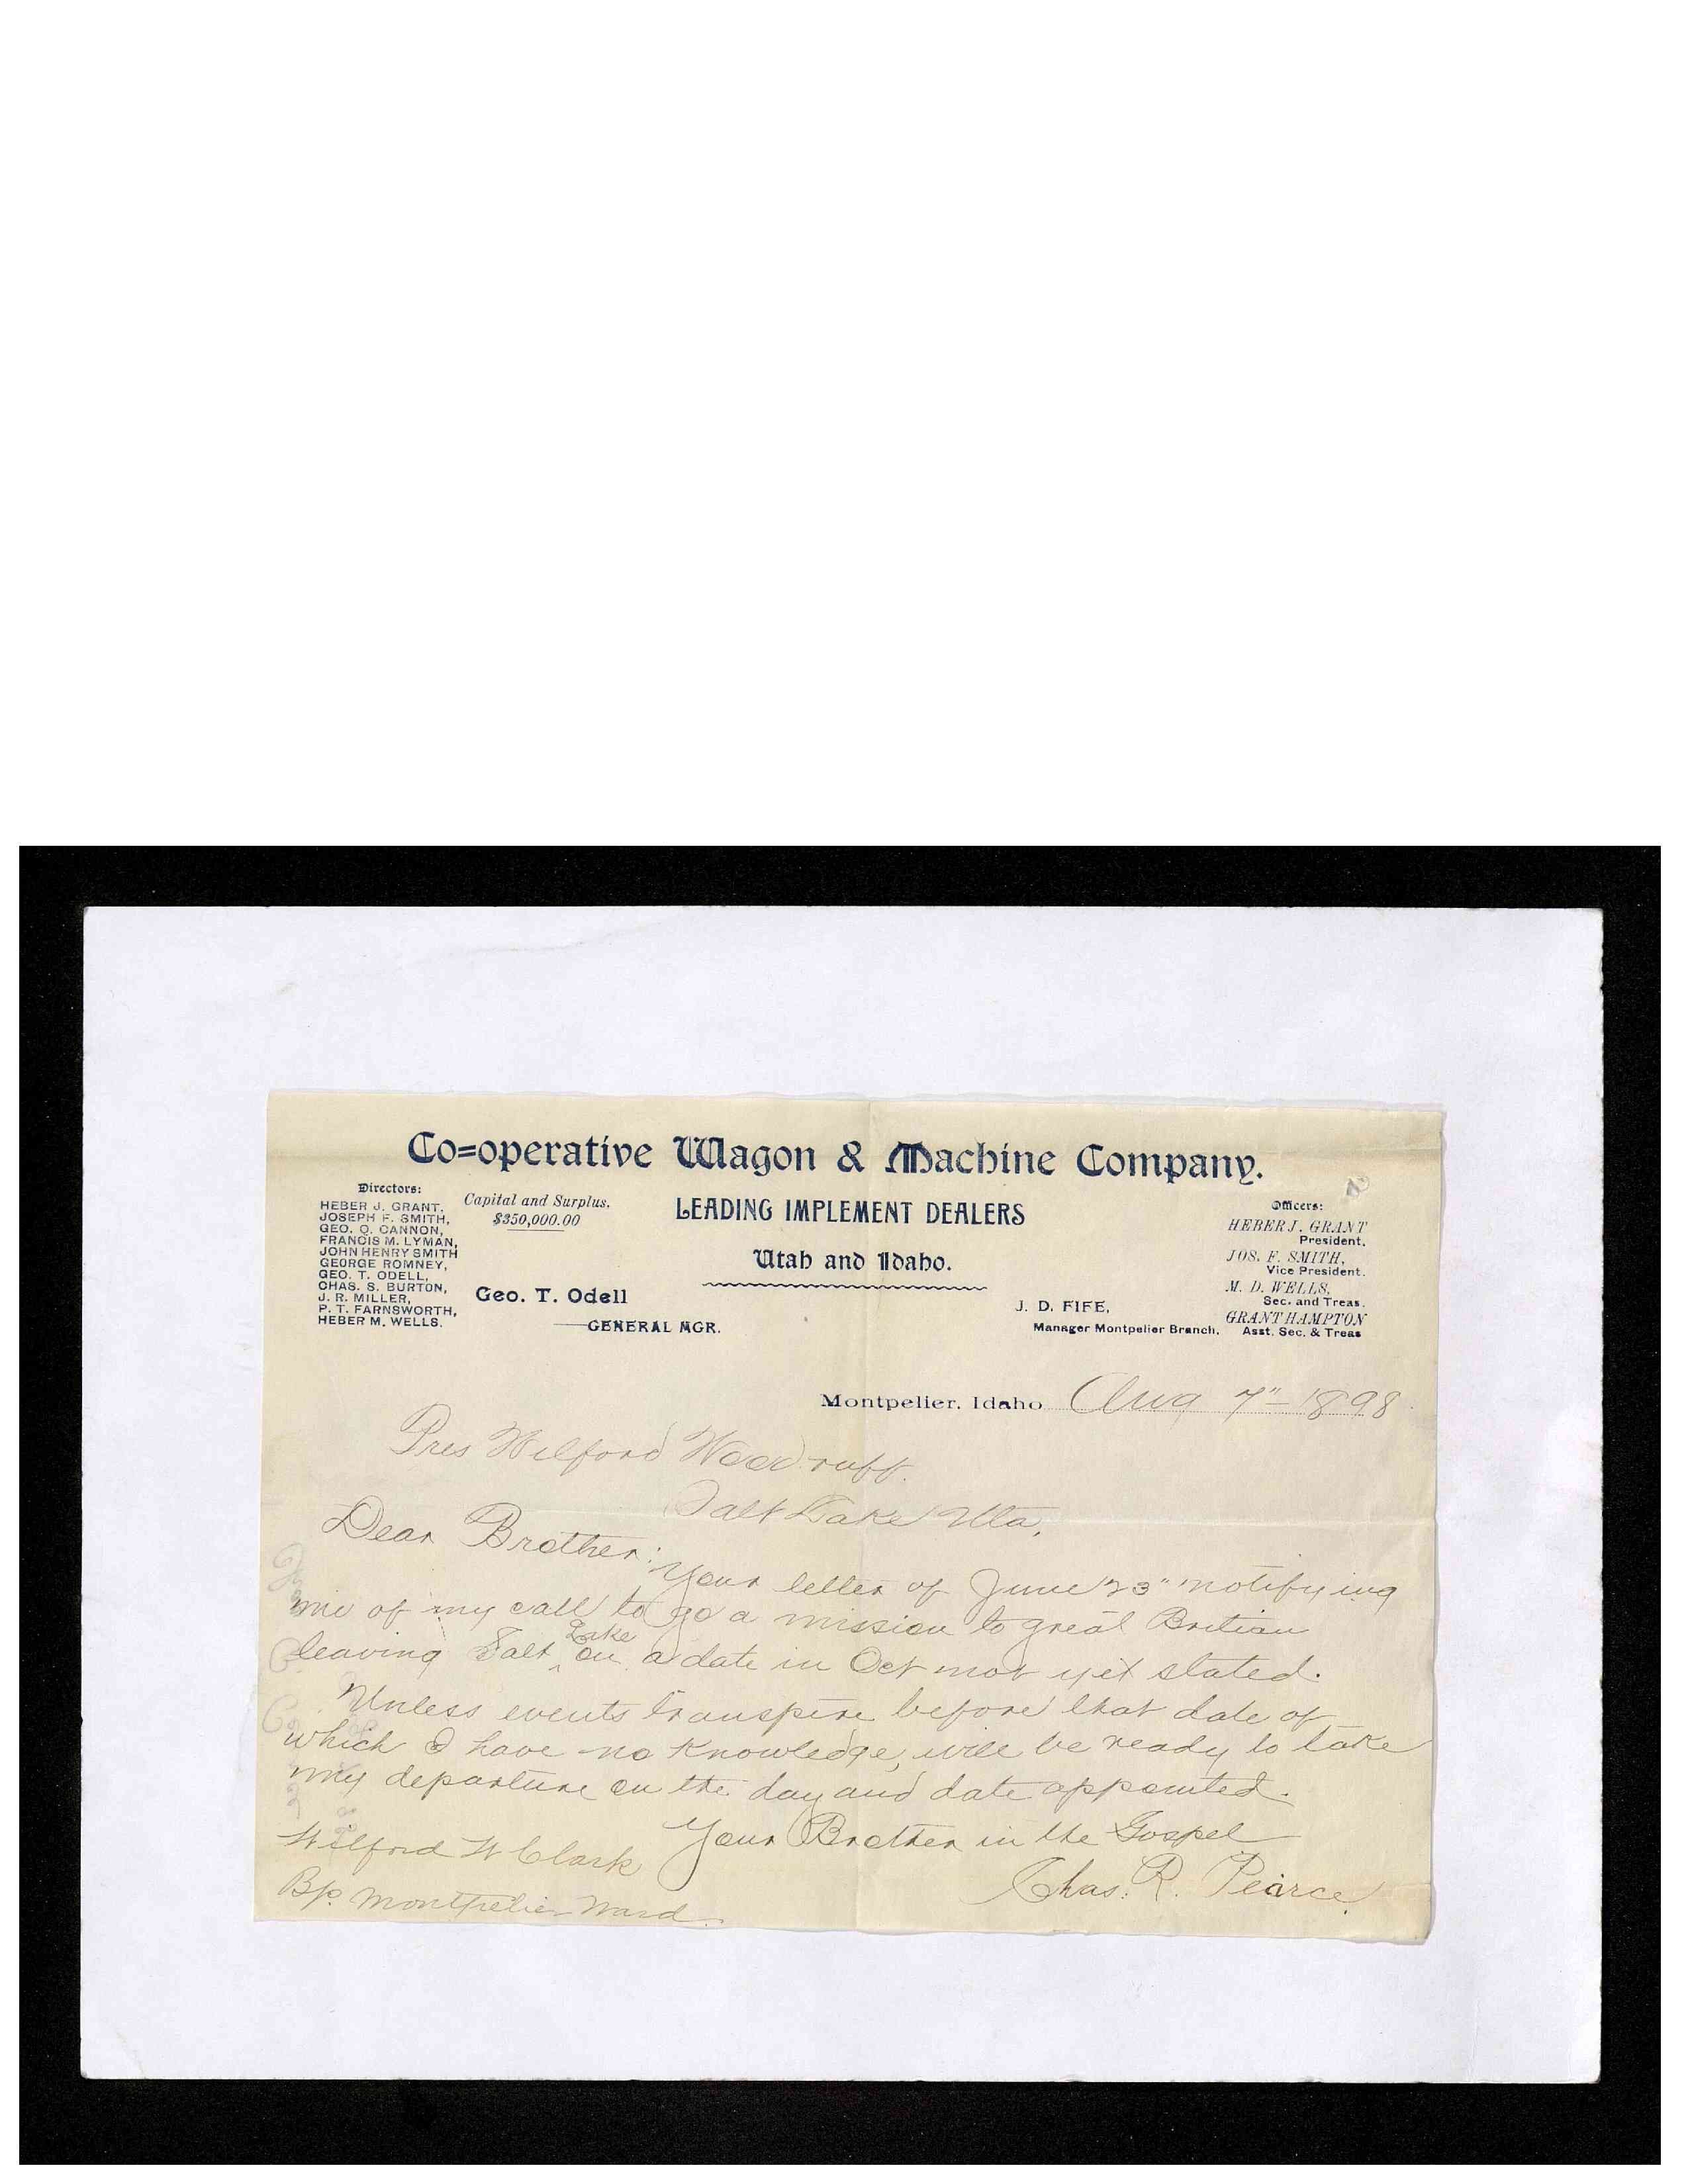 Co=operative Wagon & Machine Company.
Directors:
HEBER J. GRANT,
JOSEPH F. SMITH,
GEO. Q. CANNON,
FRANCIS M. LYMAN,
JOHN HENRY SMITH
GEORGE ROMNEY,
GEO. T. ODELL,
CHAS. S. BURTON,
J. R. MILLER,
P. T. FARNSWORTH,
HEBER M. WELLS.
Capital and Surplus,
$350,000.00
Geo. T. Odell
GENERAL MGR.
LEADING IMPLEMENT DEALERS
Utah and Idaho.
J. D. FIFE,
Manager Montpelier Branch.
Officers:
HEBER J. GRANT
President.
JOS. F. SMITH,
Vice President.
M. D. WELLS,
Sec. and Treas.
GRANT HAMPTON
Asst. Sec. & Treas
Montpelier, Idaho Aug 7" - 1898
Pres Wilford Woodruff.
Salt Lake Uta,
Dear Brother:
Your letter of June 23" notifying
me of my call to go a mission to great Britian
leaving Salt Lake on a date in Oct not yet stated.
Unless events transpire before that date of
which I have no knowledge, will be ready to take
my departure on the day and date appointed.
Your Brother in the Gospel
Chas. R. Pearce
Wilford W Clark
Bp. Montpelier Ward.